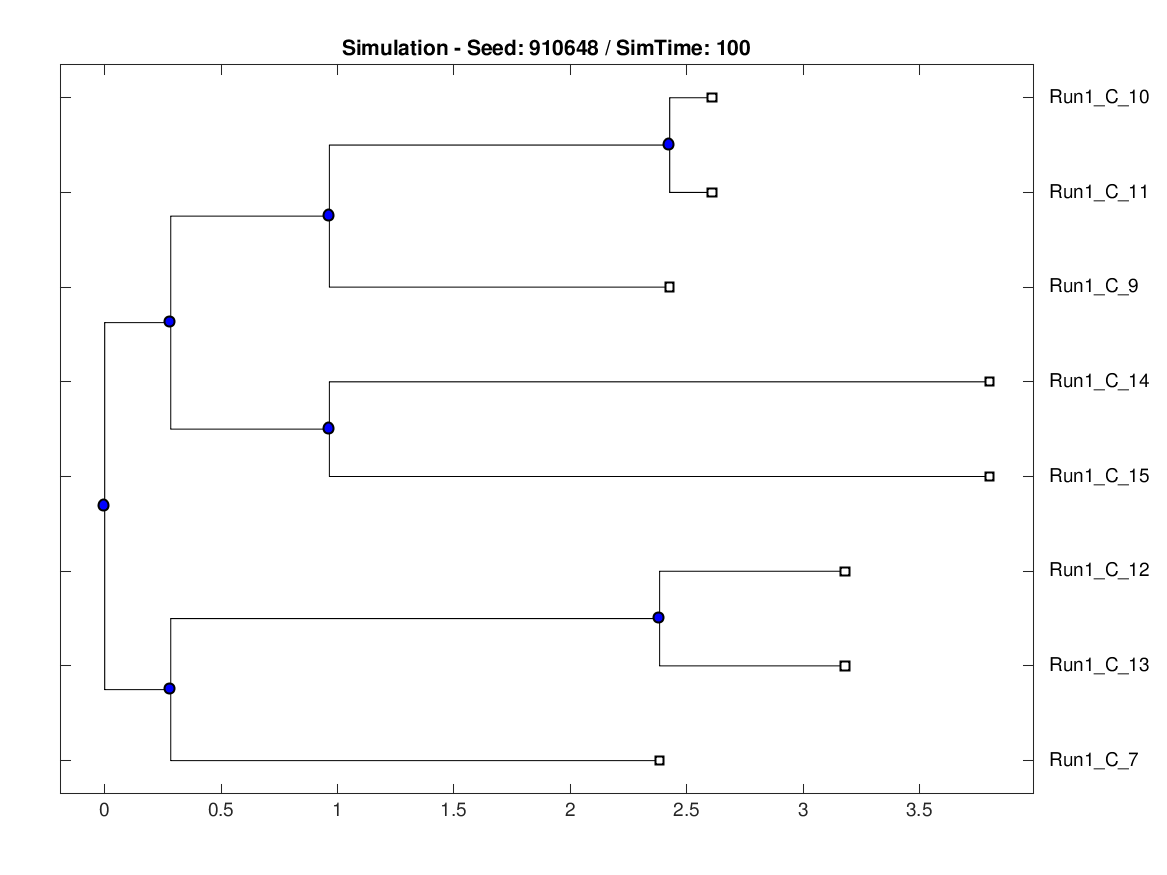 Simulation - Seed: 910648 / SimTime: 100
Run1_C_10
Run1_C_11
Run1_C_9
Run1_C_14
Run1_C_15
Run1_C_12
Run1_C_13
Run1_C_7
0 0.5 1 1.5 2 2.5 3 3.5